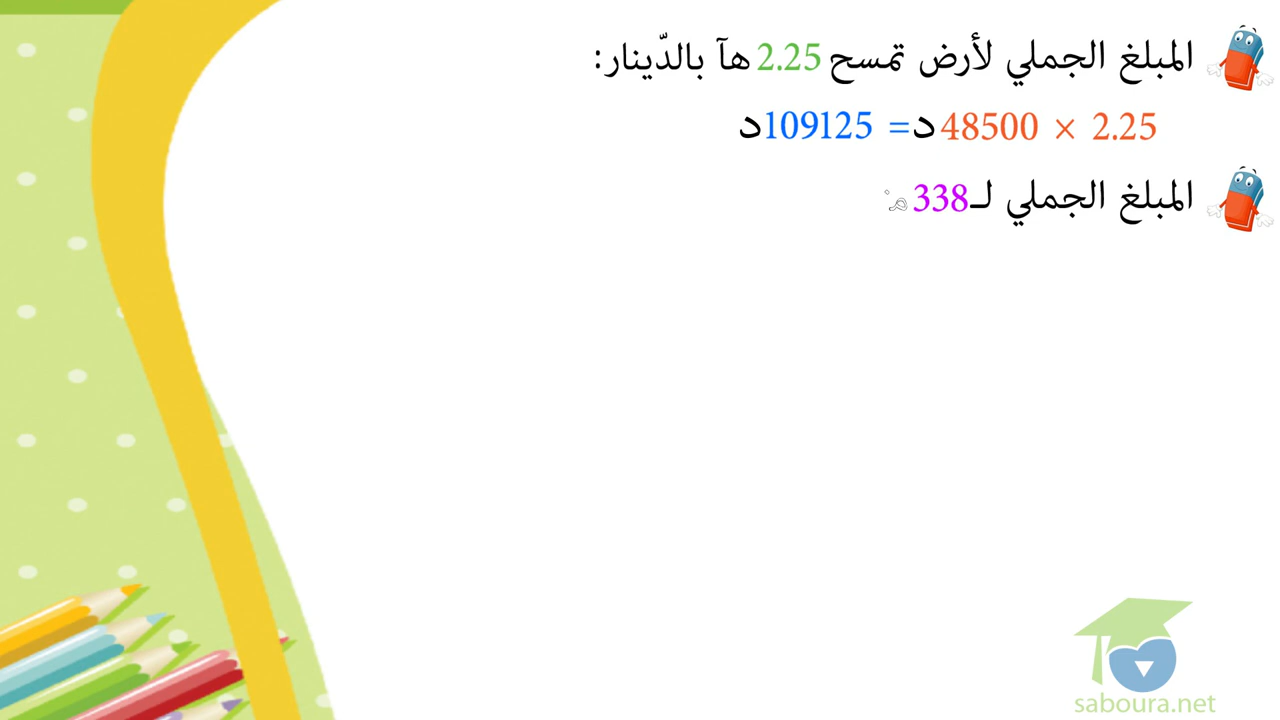 المبلغ الجملي لأرض تمسح 2.25 هآ بالدّينار:
2.25 × 48500د = 109125د
المبلغ الجملي لـ338
saboura.net